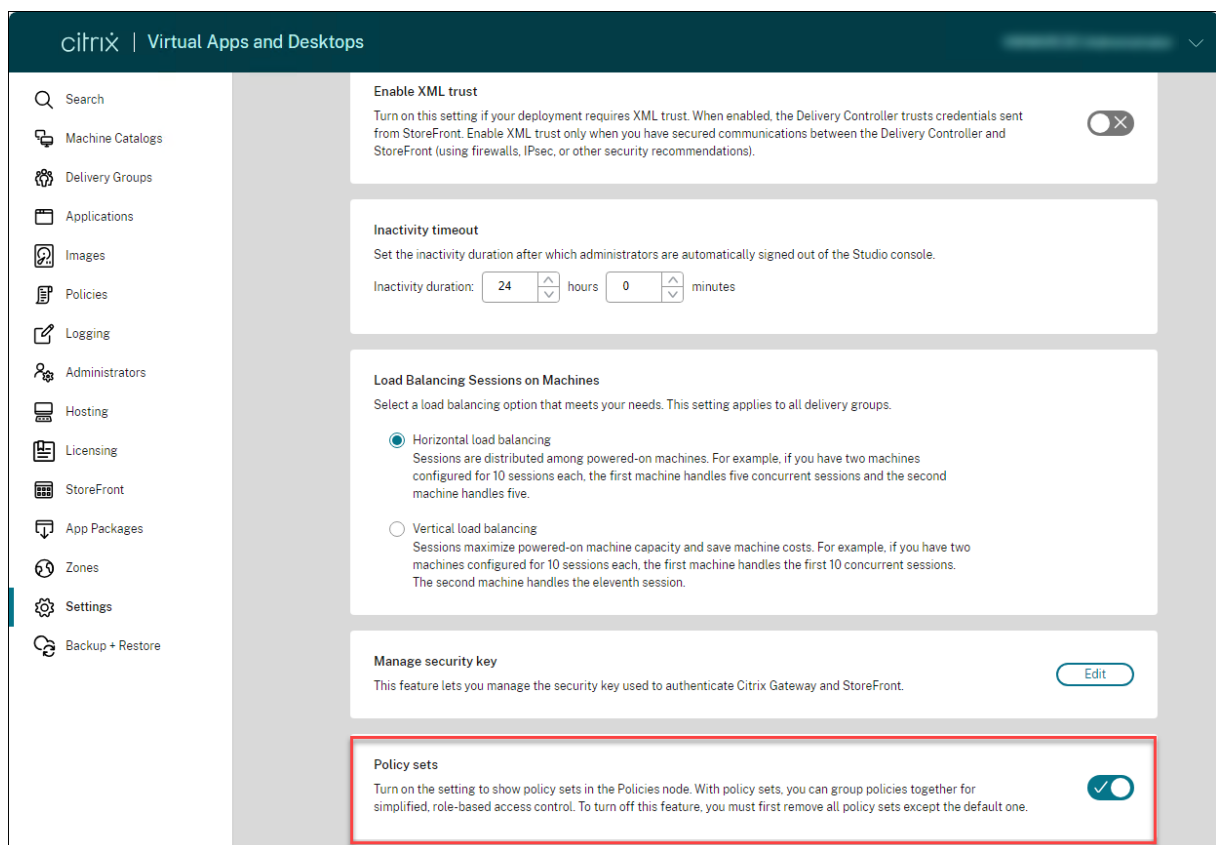 citrix | Virtual Apps and Desktops
Search
Machine Catalogs
Delivery Groups
Applications
Images
Policies
Logging
Administrators
Hosting
Licensing
StoreFront
App Packages
Zones
Settings
Backup + Restore
Enable XML trust
Turn on this setting if your deployment requires XML trust. When enabled, the Delivery Controller trusts credentials sent
from StoreFront. Enable XML trust only when you have secured communications between the Delivery Controller and
StoreFront (using firewalls, IPsec, or other security recommendations).
Inactivity timeout
Set the inactivity duration after which administrators are automatically signed out of the Studio console.
Inactivity duration: 24 hours 0 minutes
Load Balancing Sessions on Machines
Select a load balancing option that meets your needs. This setting applies to all delivery groups.
Horizontal load balancing
Sessions are distributed among powered-on machines. For example, if you have two machines
configured for 10 sessions each, the first machine handles five concurrent sessions and the second
machine handles five.
Vertical load balancing
Sessions maximize powered-on machine capacity and save machine costs. For example, if you have two
machines configured for 10 sessions each, the first machine handles the first 10 concurrent sessions.
The second machine handles the eleventh session.
Manage security key
This feature lets you manage the security key used to authenticate Citrix Gateway and StoreFront.
Edit
Policy sets
Turn on the setting to show policy sets in the Policies node. With policy sets, you can group policies together for
simplified, role-based access control. To turn off this feature, you must first remove all policy sets except the default one.